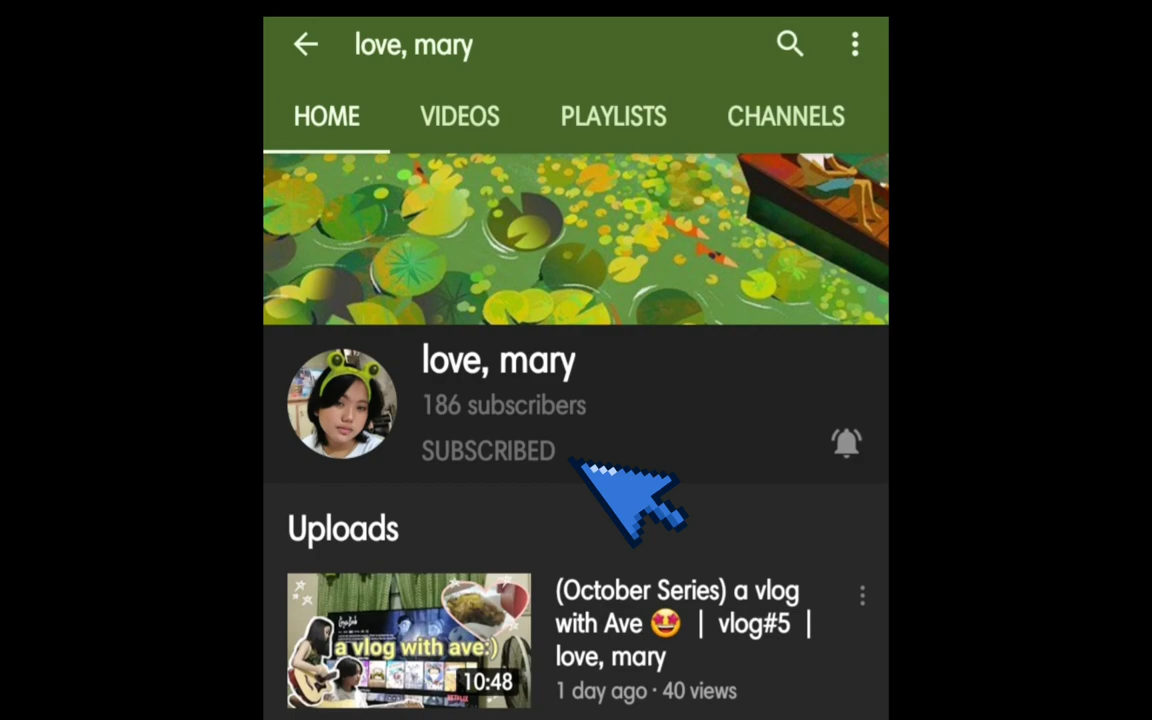 love, mary
HOME VIDEOS PLAYLISTS CHANNELS
love, mary
186 subscribers
SUBSCRIBED
Uploads
(October Series) a vlog
with Ave 🤩 | vlog#5 |
love, mary
1 day ago · 40 views
a vlog with ave:)
10:48
NETFLIX